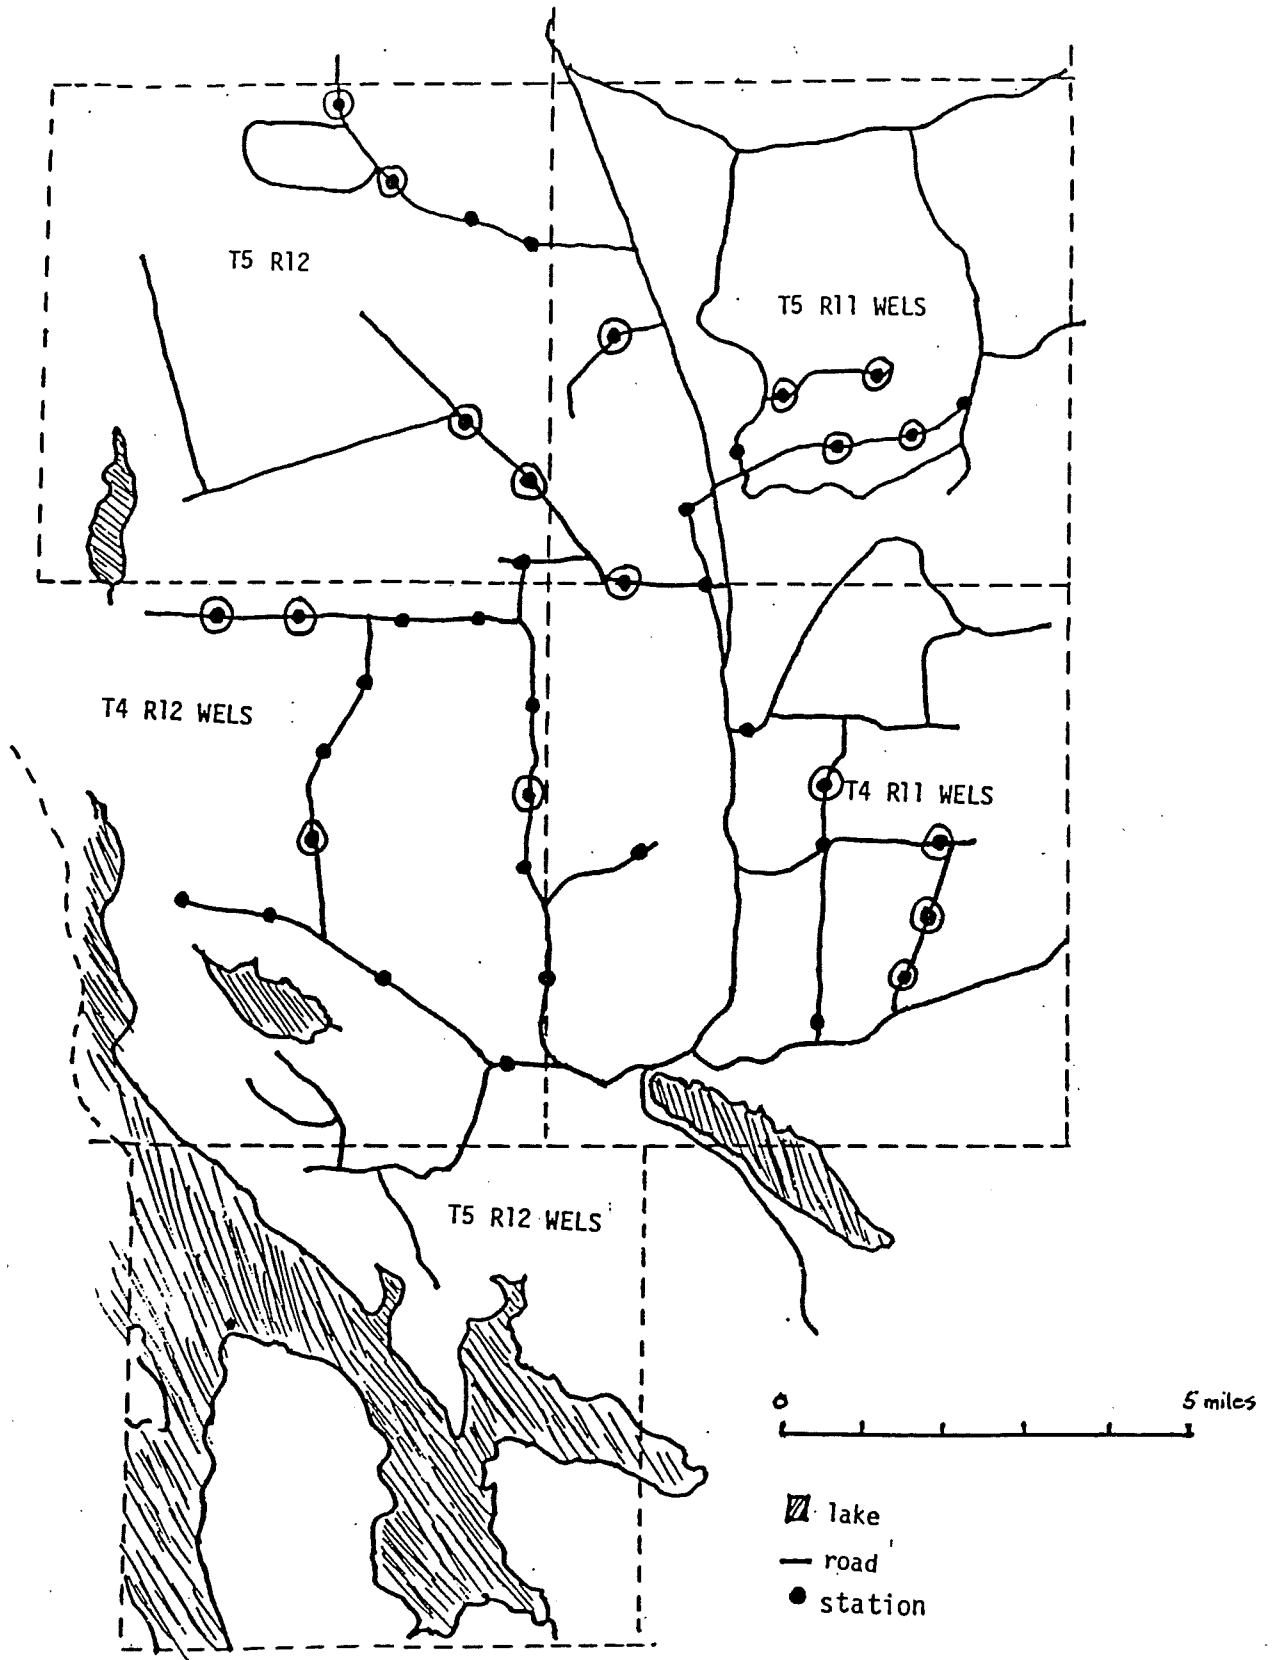 T5 R12
T5 R11 WELS
T4 R12 WELS
T4 R11 WELS
T5 R12 WELS
0 5 miles
lake
road
station